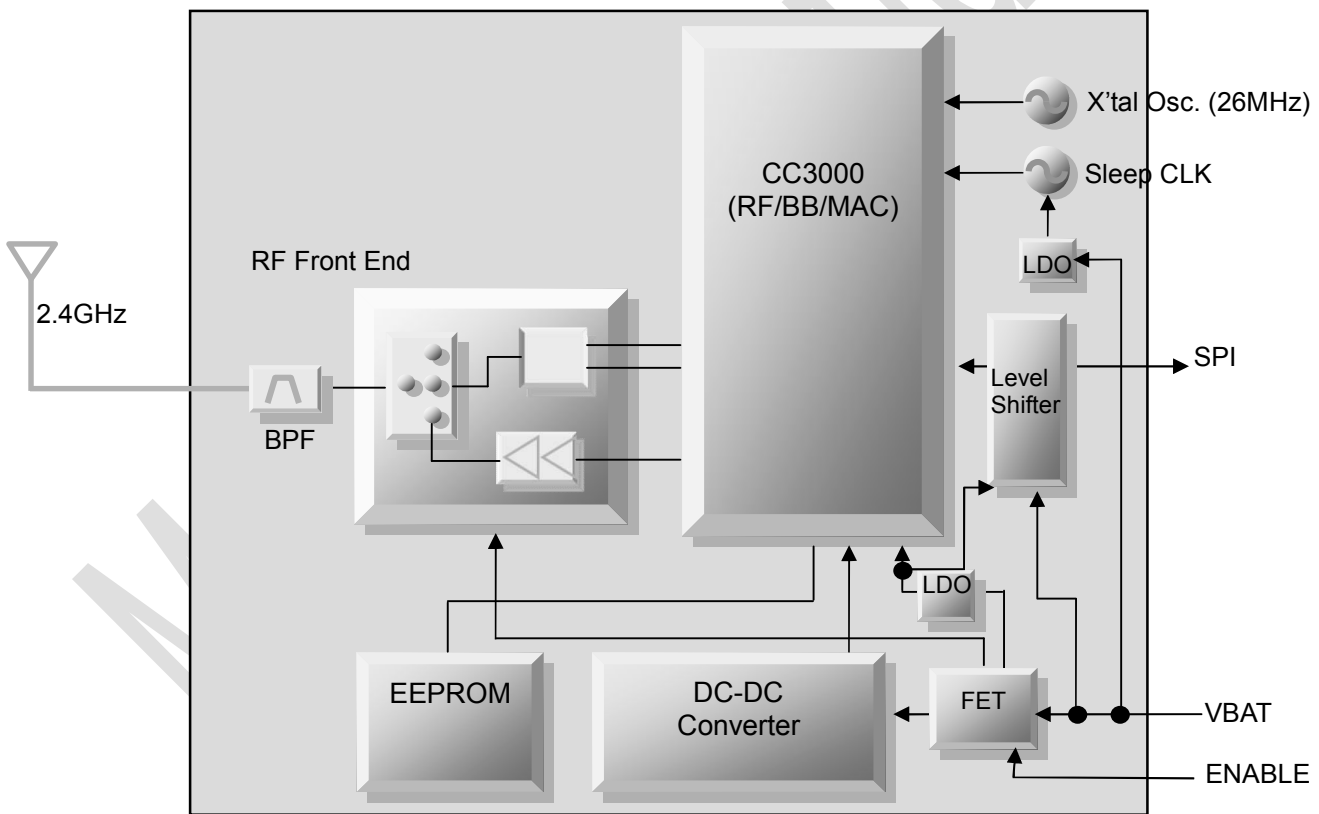 X'tal Osc. (26MHz)
CC3000
(RF/BB/MAC)
Sleep CLK
RF Front End
LDO
2.4GHz
SPI
Level
Shifter
BPF
LDO
EEPROM
DC-DC
Converter
FET
VBAT
ENABLE